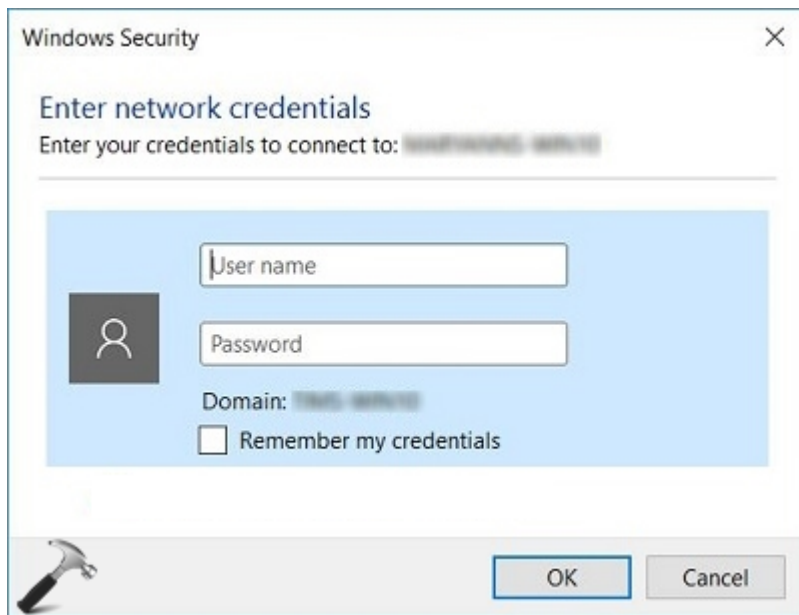 Windows Security
Enter network credentials
Enter your credentials to connect to:
User name
Password
Domain:
Remember my credentials
OK
Cancel